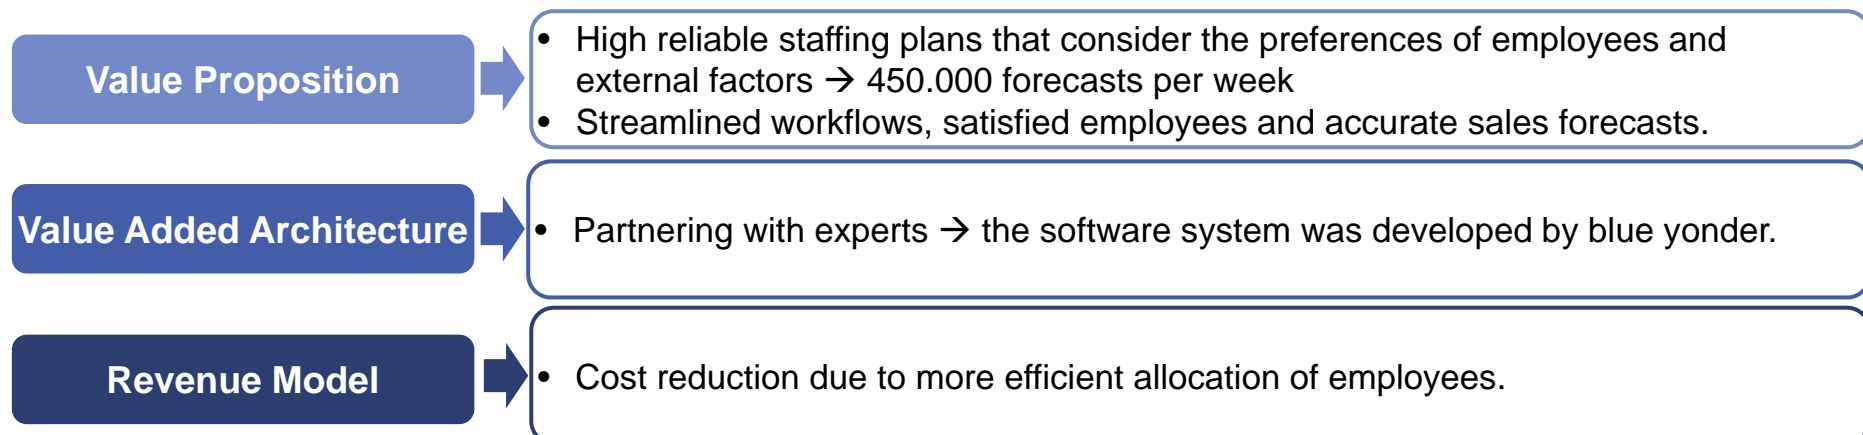 Value Proposition
• High reliable staffing plans that consider the preferences of employees and
external factors → 450.000 forecasts per week
• Streamlined workflows, satisfied employees and accurate sales forecasts.
Value Added Architecture
• Partnering with experts → the software system was developed by blue yonder.
Revenue Model
• Cost reduction due to more efficient allocation of employees.